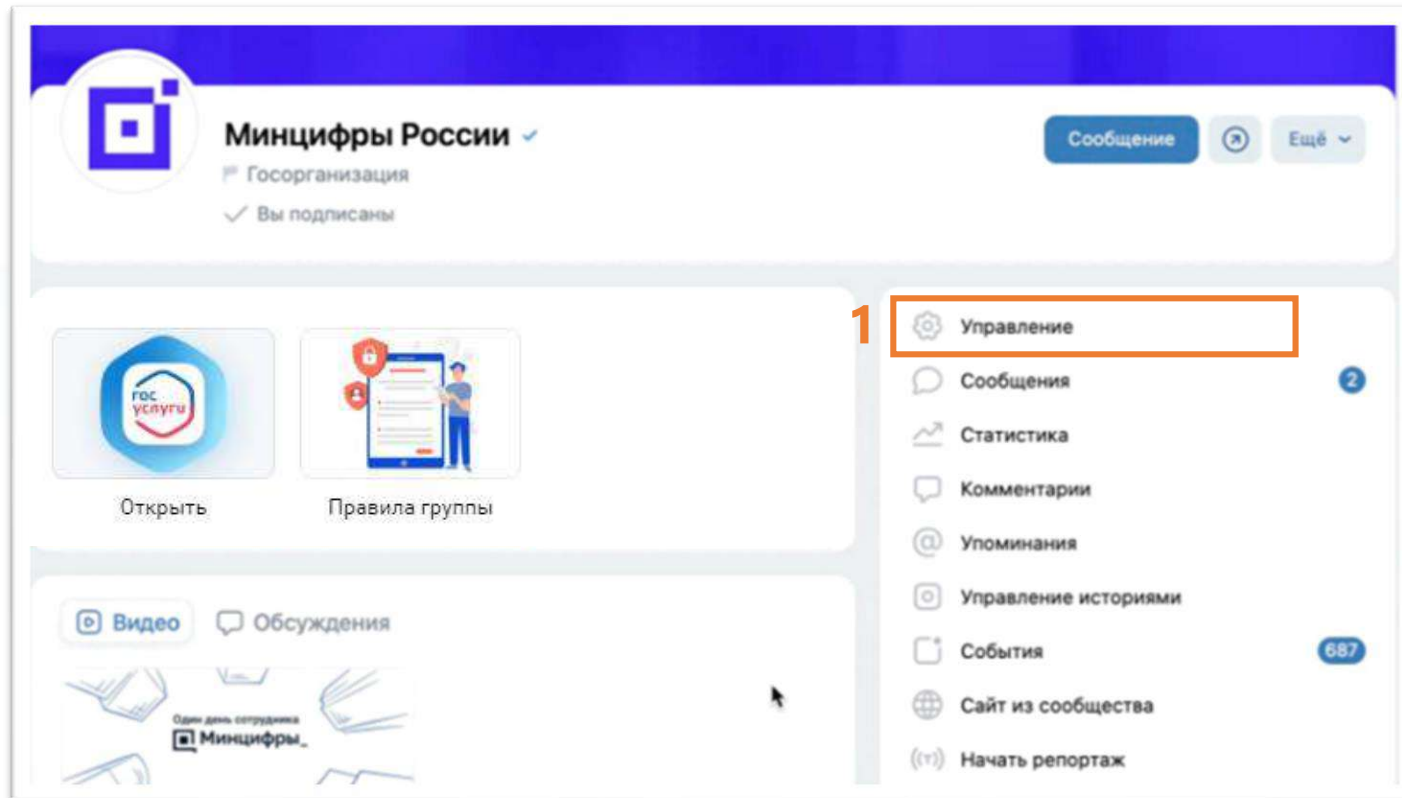 Минцифры России
Госорганизация
Вы подписаны
Сообщение
Ещё
гос
услуги
Открыть
Правила группы
Видео
Обсуждения
Один день сотрудника
Минцифры_
1
Управление
Сообщения
2
Статистика
Комментарии
Упоминания
Управление историями
События
687
Сайт из сообщества
Начать репортаж